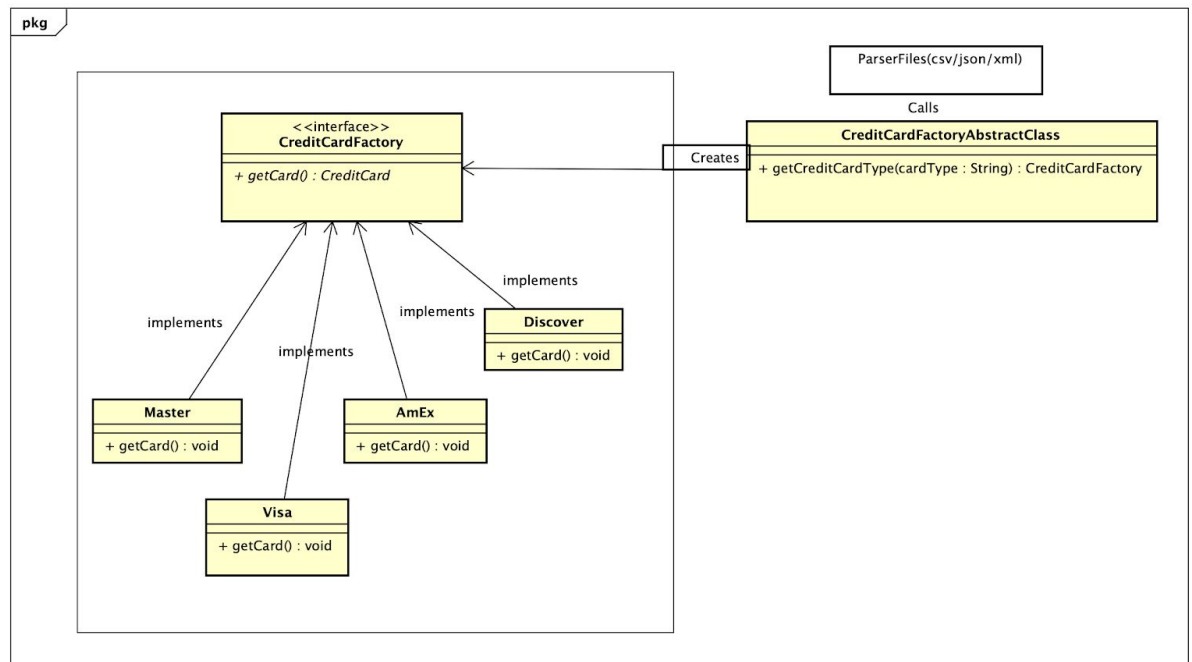 pkg
ParserFiles(csv/json/xml)
Calls
<<interface>>
CreditCardFactory
+ getCard() : CreditCard
Creates
CreditCardFactoryAbstractClass
+ getCreditCardType(cardType : String) : CreditCardFactory
implements
implements
implements
implements
Discover
+ getCard() : void
Master
+ getCard() : void
AmEx
+ getCard() : void
Visa
+ getCard() : void